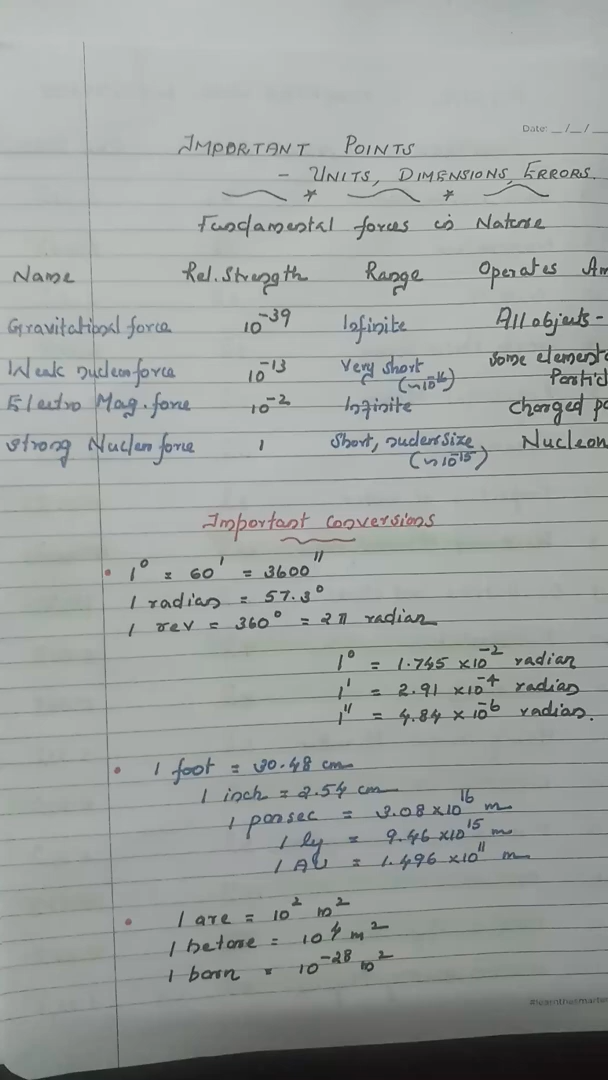 Date: __/__/__
IMPORTANT POINTS
- UNITS, DIMENSIONS, ERRORS.
Fundamental forces in Nature
Name Rel. Strength Range Operates Am
Gravitational force 10⁻³⁹ Infinite All objects -
Weak nuclear force 10⁻¹³ Very short (~10⁻¹⁶) Some element
Partic
Electro Mag. force 10⁻² Infinite Charged pa
Strong Nuclear force 1 Short, nuclear size (~10⁻¹⁵) Nucleon
Important Conversions
• 1° = 60' = 3600"
1 radian = 57.3°
1 rev = 360° = 2π radian
1° = 1.745 × 10⁻² radian
1' = 2.91 × 10⁻⁴ radian
1" = 4.84 × 10⁻⁶ radian.
• 1 foot = 30.48 cm
1 inch = 2.54 cm
1 parsec = 3.08 × 10¹⁶ m
1 ly = 9.46 × 10¹⁵ m
1 AU = 1.496 × 10¹¹ m
• 1 are = 10² m²
1 hetare = 10⁴ m²
1 barn = 10⁻²⁸ m²
#learnthesmarter